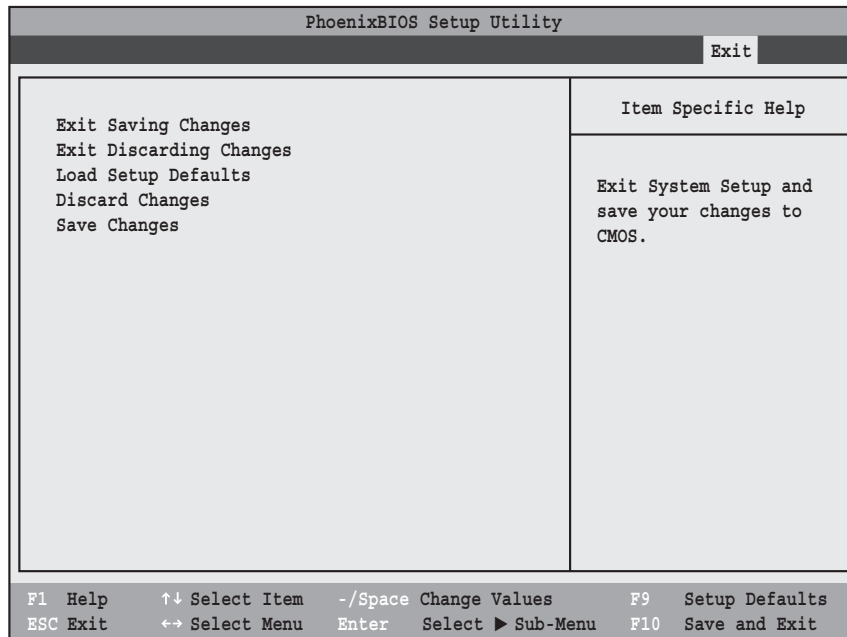 PhoenixBIOS Setup Utility
Exit
Exit Saving Changes
Exit Discarding Changes
Load Setup Defaults
Discard Changes
Save Changes
Item Specific Help
Exit System Setup and
save your changes to
CMOS.
F1 Help ↑↓ Select Item -/Space Change Values F9 Setup Defaults
ESC Exit ←→ Select Menu Enter Select ▶ Sub-Menu F10 Save and Exit